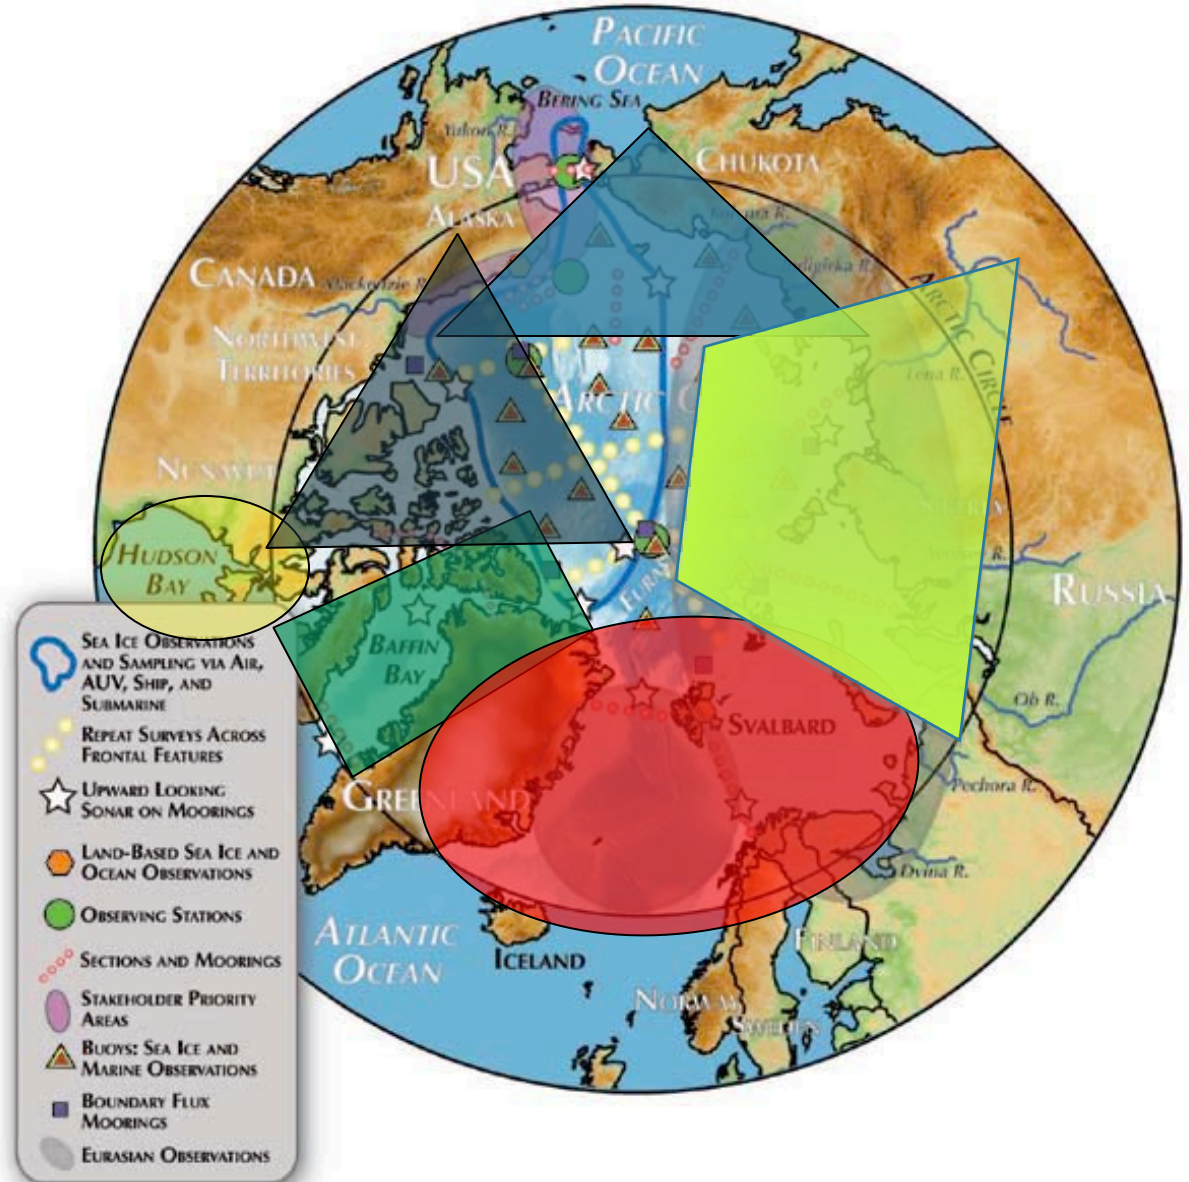 PACIFIC
OCEAN
BERING SEA
Yukon R.
USA
CHUKOTA
ALASKA
CANADA
Mackenzie R.
ARCTIC CIRCLE
NORTHWEST
TERRITORIES
Lena R.
ARCTIC
NUNAVUT
SIBERIA
HUDSON
BAY
RUSSIA
BAFFIN
BAY
Ob R.
SVALBARD
Pechora R.
GREENLAND
Dvina R.
ATLANTIC
OCEAN
ICELAND
FINLAND
NORWAY
SWEDEN
SEA ICE OBSERVATIONS
AND SAMPLING VIA AIR,
AUV, SHIP, AND
SUBMARINE
REPEAT SURVEYS ACROSS
FRONTAL FEATURES
UPWARD LOOKING
SONAR ON MOORINGS
LAND-BASED SEA ICE AND
OCEAN OBSERVATIONS
OBSERVING STATIONS
SECTIONS AND MOORINGS
STAKEHOLDER PRIORITY
AREAS
BUOYS: SEA ICE AND
MARINE OBSERVATIONS
BOUNDARY FLUX
MOORINGS
EURASIAN OBSERVATIONS